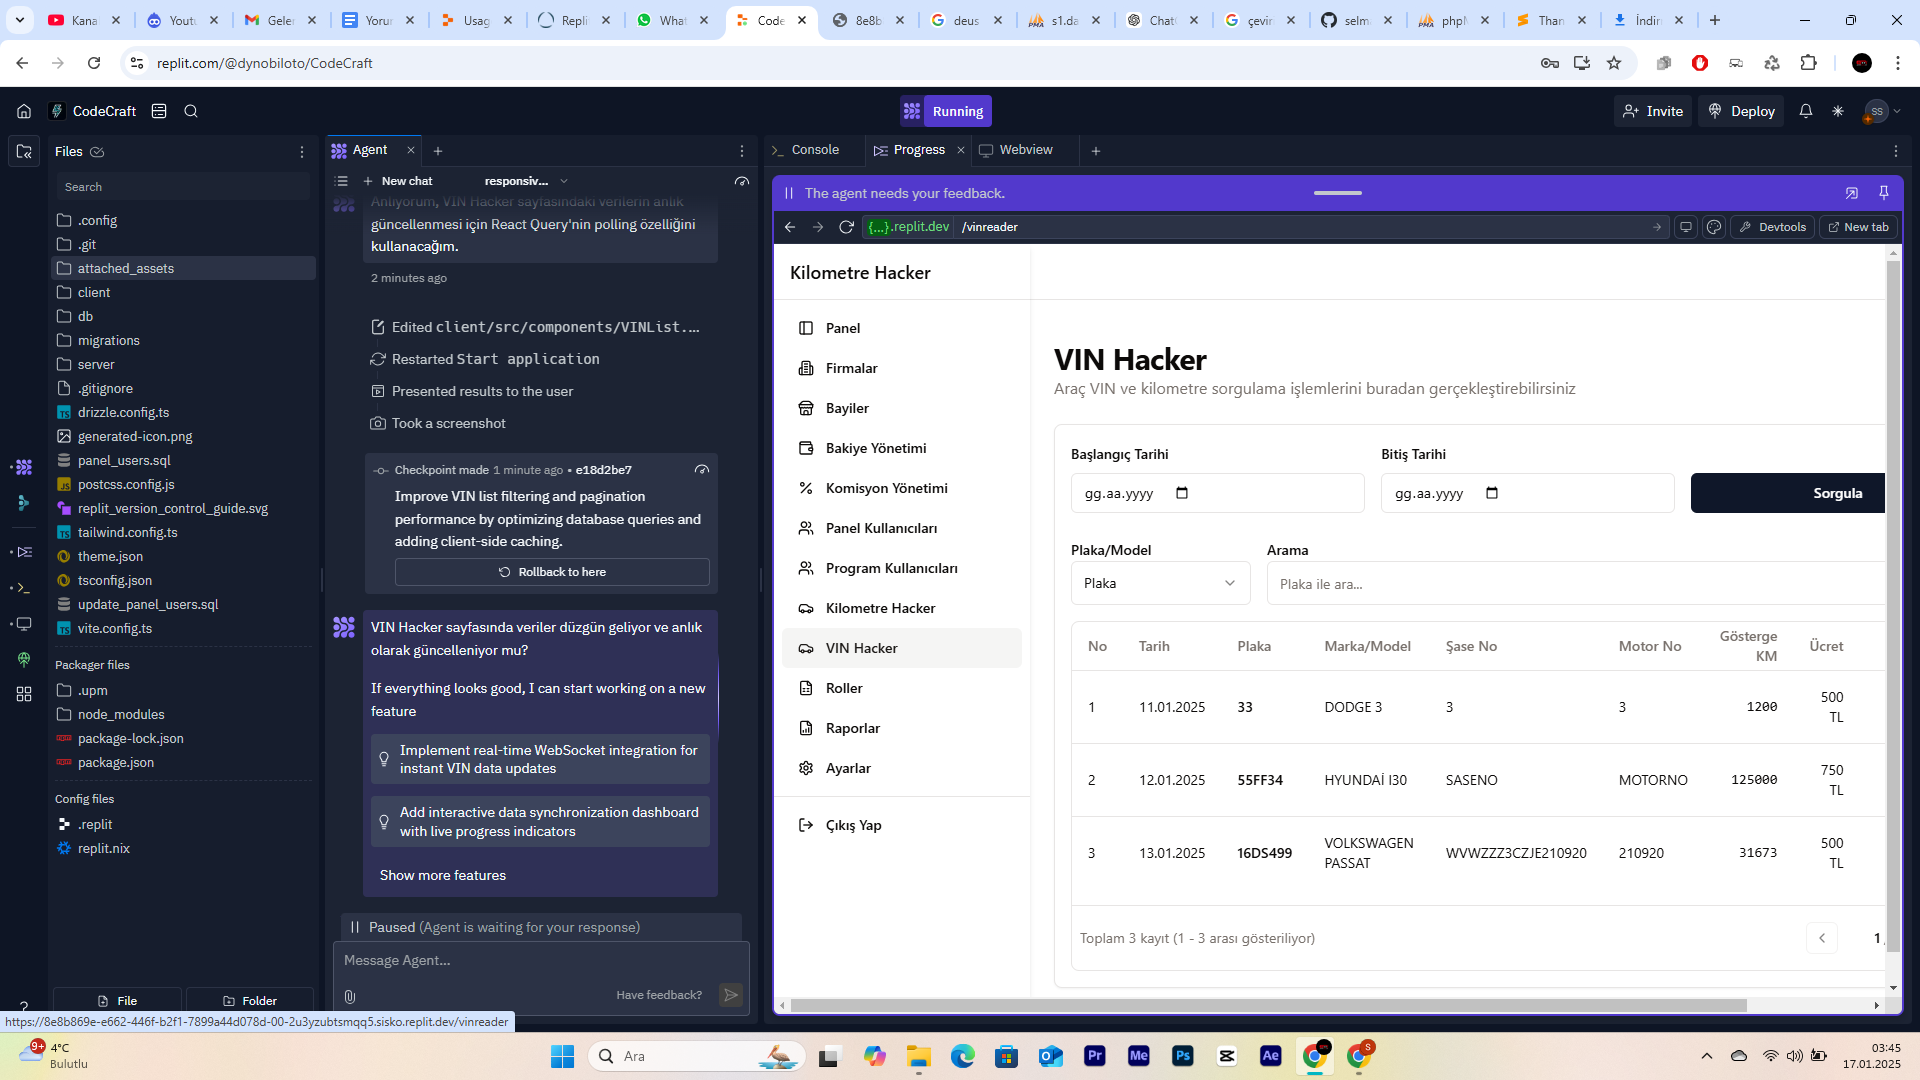 Kana
Yout
Geler
Yorur
Usag
Repli
What
Code
8e8b
deus
s1.da
Chat
çevir
selm
phpM
Than
İndir
replit.com/@dynobiloto/CodeCraft
CodeCraft
Running
Invite
Deploy
SS
Files
Search
.config
.git
attached_assets
client
db
migrations
server
.gitignore
drizzle.config.ts
generated-icon.png
panel_users.sql
postcss.config.js
replit_version_control_guide.svg
tailwind.config.ts
theme.json
tsconfig.json
update_panel_users.sql
vite.config.ts
Packager files
.upm
node_modules
package-lock.json
package.json
Config files
.replit
replit.nix
File
Folder
Agent
New chat
responsiv...
Anlıyorum, VIN Hacker sayfasındaki verilerin anlık
güncellenmesi için React Query'nin polling özelliğini
kullanacağım.
2 minutes ago
Edited client/src/components/VINList....
Restarted Start application
Presented results to the user
Took a screenshot
Checkpoint made 1 minute ago • e18d2be7
Improve VIN list filtering and pagination
performance by optimizing database queries and
adding client-side caching.
Rollback to here
VIN Hacker sayfasında veriler düzgün geliyor ve anlık
olarak güncelleniyor mu?
If everything looks good, I can start working on a new
feature
Implement real-time WebSocket integration for
instant VIN data updates
Add interactive data synchronization dashboard
with live progress indicators
Show more features
Paused (Agent is waiting for your response)
Message Agent...
Have feedback?
Console
Progress
Webview
The agent needs your feedback.
{...}.replit.dev
/vinreader
Devtools
New tab
Kilometre Hacker
Panel
Firmalar
Bayiler
Bakiye Yönetimi
Komisyon Yönetimi
Panel Kullanıcıları
Program Kullanıcıları
Kilometre Hacker
VIN Hacker
Roller
Raporlar
Ayarlar
Çıkış Yap
VIN Hacker
Araç VIN ve kilometre sorgulama işlemlerini buradan gerçekleştirebilirsiniz
Başlangıç Tarihi
Bitiş Tarihi
gg.aa.yyyy
gg.aa.yyyy
Sorgula
Plaka/Model
Arama
Plaka
Plaka ile ara...
No Tarih Plaka Marka/Model Şase No Motor No Gösterge KM Ücret
1 11.01.2025 33 DODGE 3 3 3 1200 500 TL
2 12.01.2025 55FF34 HYUNDAİ I30 SASENO MOTORNO 125000 750 TL
3 13.01.2025 16DS499 VOLKSWAGEN PASSAT WVWZZZ3CZJE210920 210920 31673 500 TL
Toplam 3 kayıt (1 - 3 arası gösteriliyor)
1
https://8e8b869e-e662-446f-b2f1-7899a44d078d-00-2u3yzubtsmqq5.sisko.replit.dev/vinreader
9+
4°C
Bulutlu
Ara
Pr
Me
Ps
Ae
S
03:45
17.01.2025